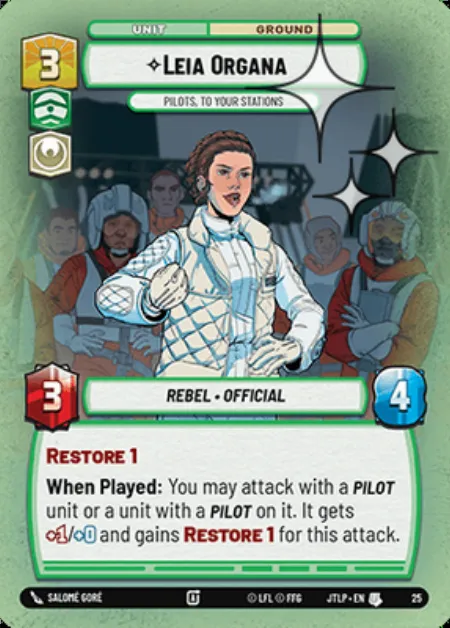 UNIT
GROUND
3
✧LEIA ORGANA
PILOTS, TO YOUR STATIONS
3
REBEL • OFFICIAL
4
RESTORE 1
When Played: You may attack with a PILOT
unit or a unit with a PILOT on it. It gets
+1/+0 and gains RESTORE 1 for this attack.
SALOMÉ GORÉ
© LFL © FFG
JTLP • EN
25